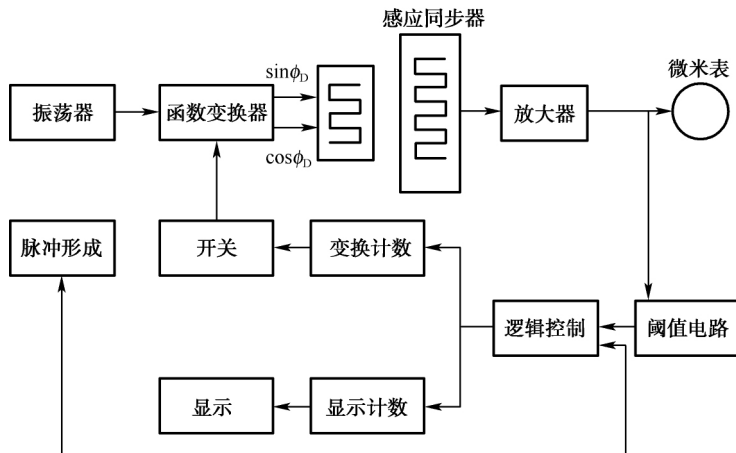 感应同步器
sinϕD
微米表
振荡器
函数变换器
放大器
cosϕD
脉冲形成
开关
变换计数
逻辑控制
阈值电路
显示
显示计数